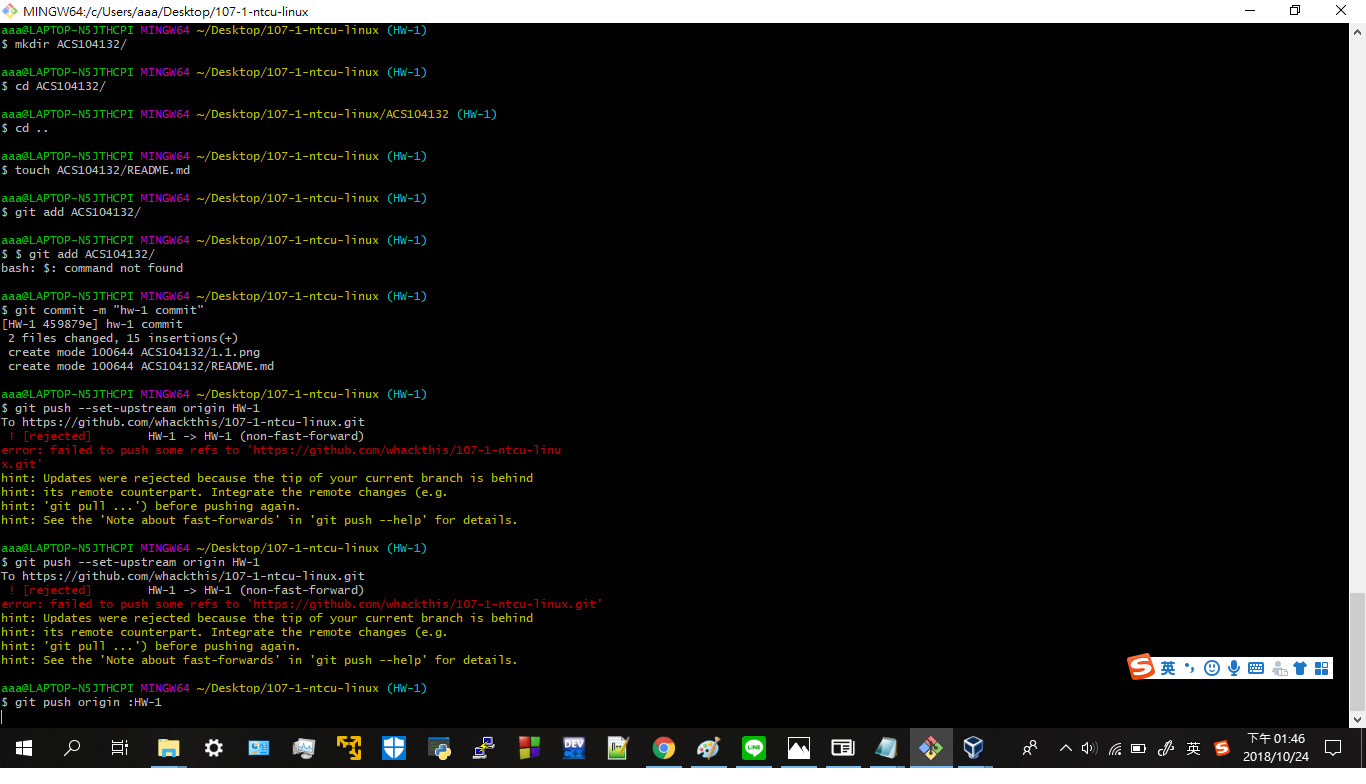 MINGW64:/c/Users/aaa/Desktop/107-1-ntcu-linux
aaa@LAPTOP-N5JTHCPI MINGW64 ~/Desktop/107-1-ntcu-linux (HW-1)
$ mkdir ACS104132/
aaa@LAPTOP-N5JTHCPI MINGW64 ~/Desktop/107-1-ntcu-linux (HW-1)
$ cd ACS104132/
aaa@LAPTOP-N5JTHCPI MINGW64 ~/Desktop/107-1-ntcu-linux/ACS104132 (HW-1)
$ cd ..
aaa@LAPTOP-N5JTHCPI MINGW64 ~/Desktop/107-1-ntcu-linux (HW-1)
$ touch ACS104132/README.md
aaa@LAPTOP-N5JTHCPI MINGW64 ~/Desktop/107-1-ntcu-linux (HW-1)
$ git add ACS104132/
aaa@LAPTOP-N5JTHCPI MINGW64 ~/Desktop/107-1-ntcu-linux (HW-1)
$ $ git add ACS104132/
bash: $: command not found
aaa@LAPTOP-N5JTHCPI MINGW64 ~/Desktop/107-1-ntcu-linux (HW-1)
$ git commit -m "hw-1 commit"
[HW-1 459879e] hw-1 commit
2 files changed, 15 insertions(+)
create mode 100644 ACS104132/1.1.png
create mode 100644 ACS104132/README.md
aaa@LAPTOP-N5JTHCPI MINGW64 ~/Desktop/107-1-ntcu-linux (HW-1)
$ git push --set-upstream origin HW-1
To https://github.com/whackthis/107-1-ntcu-linux.git
! [rejected]        HW-1 -> HW-1 (non-fast-forward)
error: failed to push some refs to 'https://github.com/whackthis/107-1-ntcu-linu
x.git'
hint: Updates were rejected because the tip of your current branch is behind
hint: its remote counterpart. Integrate the remote changes (e.g.
hint: 'git pull ...') before pushing again.
hint: See the 'Note about fast-forwards' in 'git push --help' for details.
aaa@LAPTOP-N5JTHCPI MINGW64 ~/Desktop/107-1-ntcu-linux (HW-1)
$ git push --set-upstream origin HW-1
To https://github.com/whackthis/107-1-ntcu-linux.git
! [rejected]        HW-1 -> HW-1 (non-fast-forward)
error: failed to push some refs to 'https://github.com/whackthis/107-1-ntcu-linux.git'
hint: Updates were rejected because the tip of your current branch is behind
hint: its remote counterpart. Integrate the remote changes (e.g.
hint: 'git pull ...') before pushing again.
hint: See the 'Note about fast-forwards' in 'git push --help' for details.
英
aaa@LAPTOP-N5JTHCPI MINGW64 ~/Desktop/107-1-ntcu-linux (HW-1)
$ git push origin :HW-1
DEV
LINE
英
下午 01:46
2018/10/24